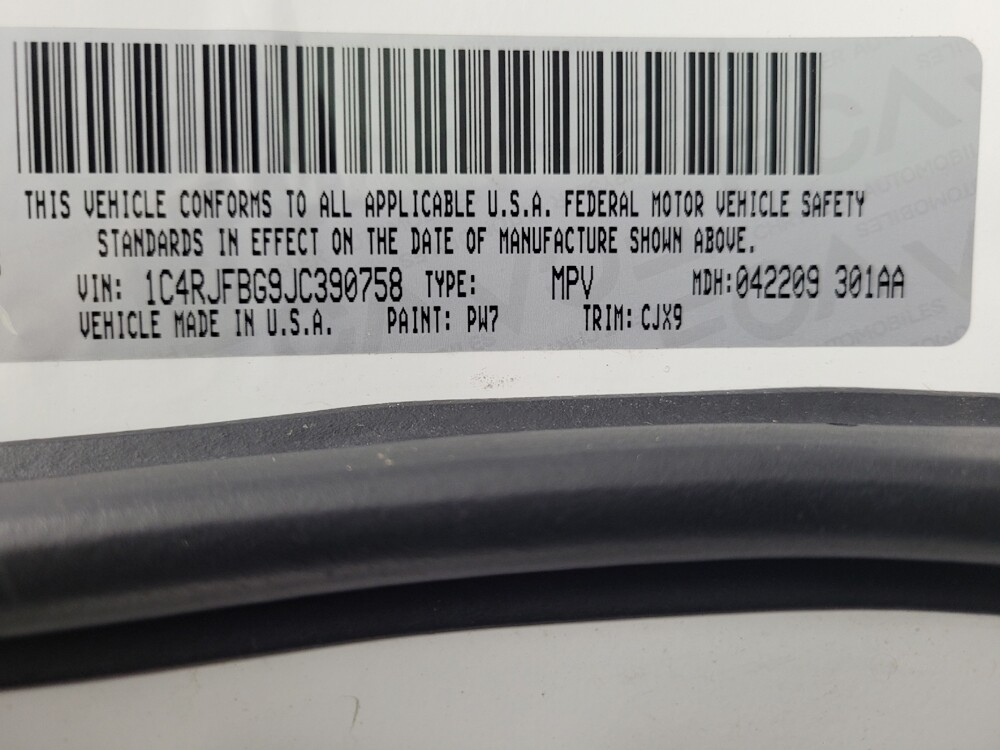 THIS VEHICLE CONFORMS TO ALL APPLICABLE U.S.A. FEDERAL MOTOR VEHICLE SAFETY
STANDARDS IN EFFECT ON THE DATE OF MANUFACTURE SHOWN ABOVE.
VIN: 1C4RJFBG9JC390758 TYPE: MPV MDH:042209 301AA
VEHICLE MADE IN U.S.A. PAINT: PW7 TRIM: CJX9